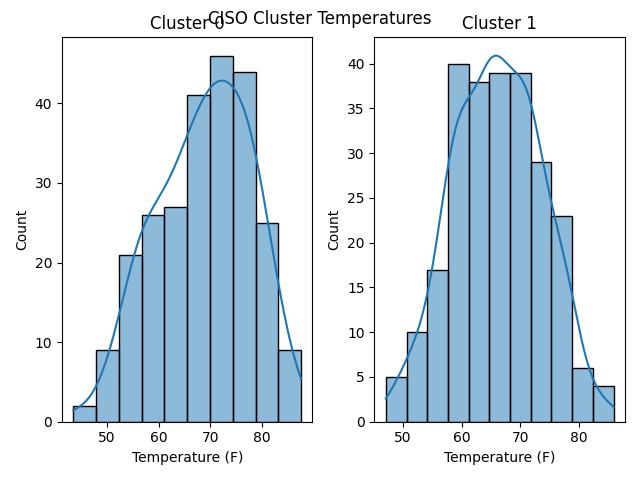 CISO Cluster Temperatures
Cluster 0
Cluster 1
Count
40
30
20
10
0
50 60 70 80
Temperature (F)
Count
40
35
30
25
20
15
10
5
0
50 60 70 80
Temperature (F)